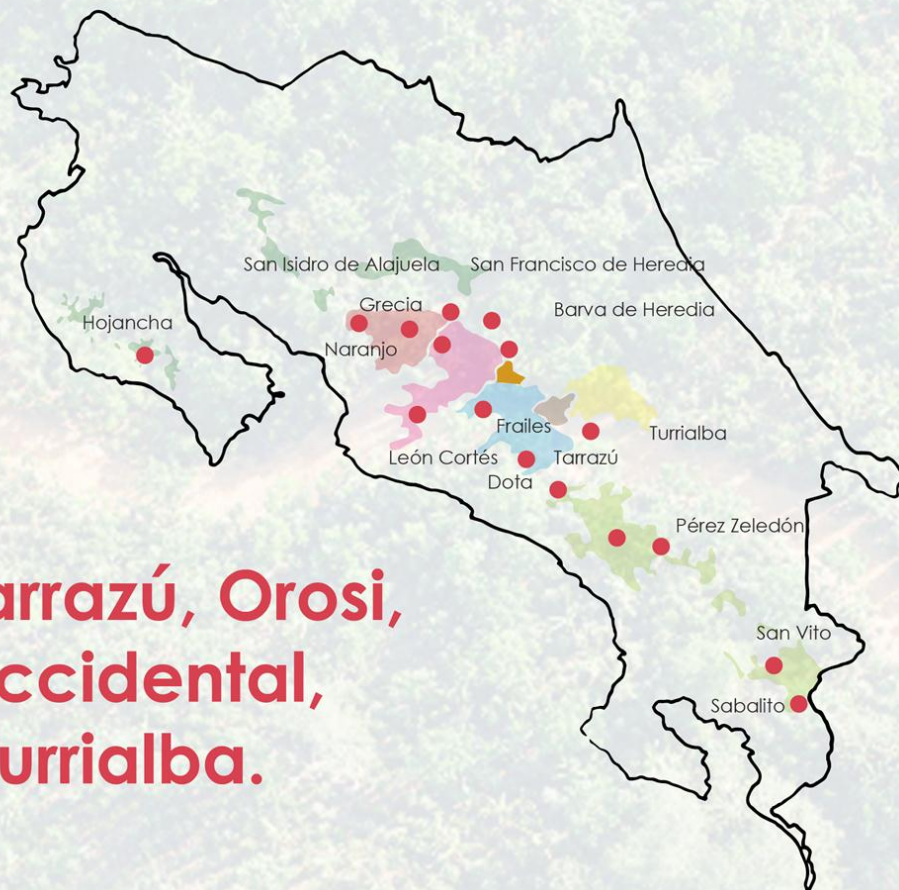 San Isidro de Alajuela
San Francisco de Heredia
Grecia
Barva de Heredia
Hojancha
Naranjo
Frailes
Turrialba
León Cortés
Tarrazú
Dota
Pérez Zeledón
arrazú, Orosi,
ccidental,
urrialba.
San Vito
Sabalito